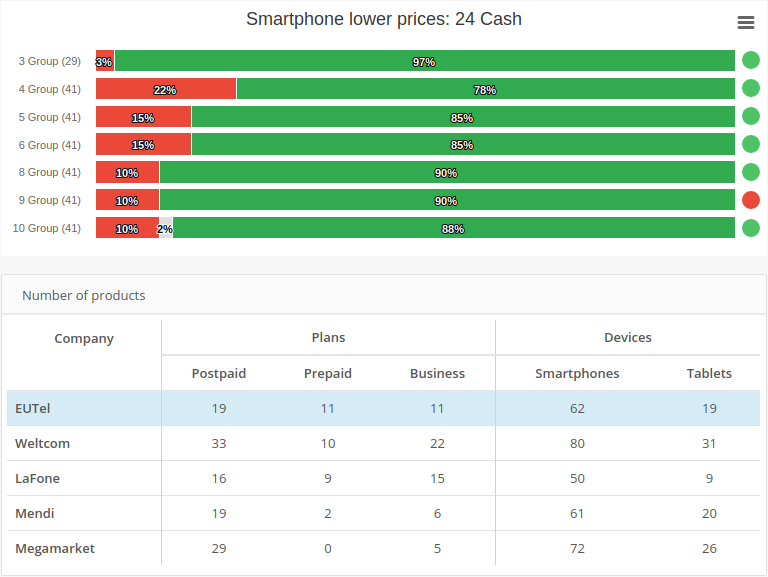 Smartphone lower prices: 24 Cash
3 Group (29) 3% 97%
4 Group (41) 22% 78%
5 Group (41) 15% 85%
6 Group (41) 15% 85%
8 Group (41) 10% 90%
9 Group (41) 10% 90%
10 Group (41) 10% 2% 88%
Number of products
Company Plans Devices
Postpaid Prepaid Business Smartphones Tablets
EUTel 19 11 11 62 19
Weltcom 33 10 22 80 31
LaFone 16 9 15 50 9
Mendi 19 2 6 61 20
Megamarket 29 0 5 72 26